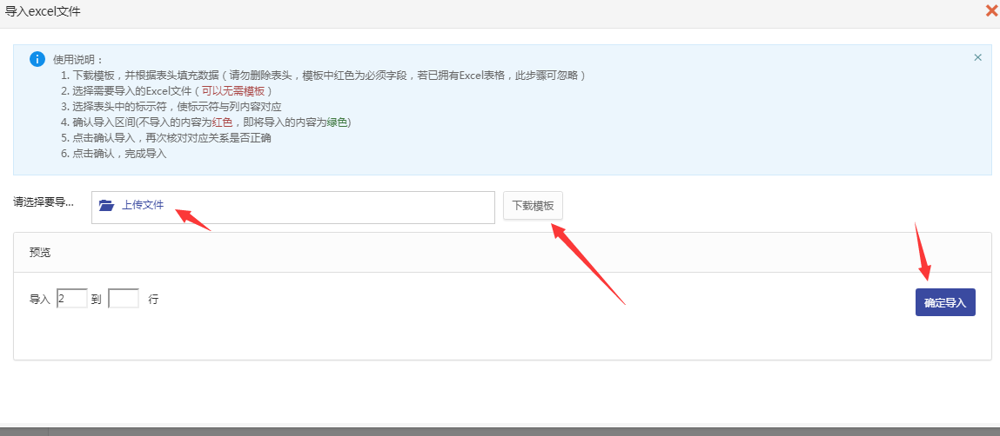 导入excel文件
使用说明：
1. 下载模板，并根据表头填充数据（请勿删除表头，模板中红色为必须字段，若已拥有Excel表格，此步骤可忽略）
2. 选择需要导入的Excel文件（可以无需模板）
3. 选择表头中的标示符，使标示符与列内容对应
4. 确认导入区间(不导入的内容为红色，即将导入的内容为绿色)
5. 点击确认导入，再次核对对应关系是否正确
6. 点击确认，完成导入
请选择要导... 上传文件 下载模板
预览
导入 2 到 行 确定导入